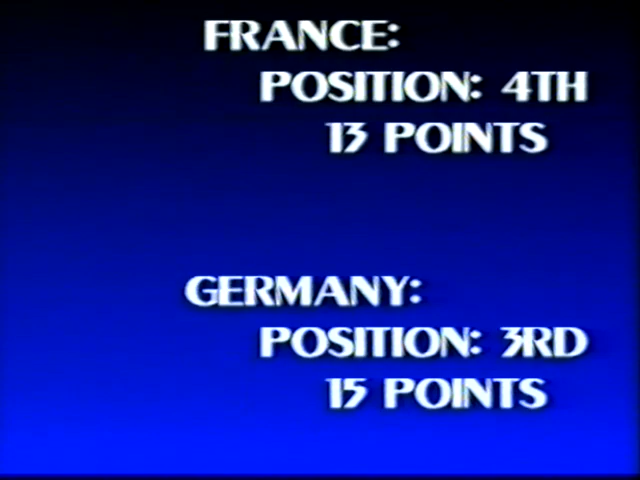 FRANCE:
POSITION: 4TH
13 POINTS
GERMANY:
POSITION: 3RD
15 POINTS